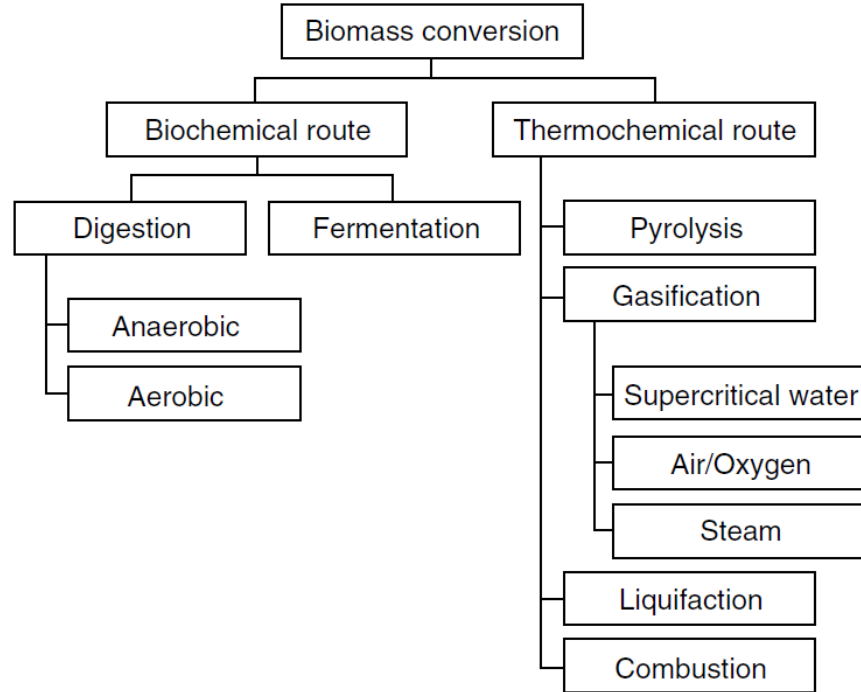 Biomass conversion
Biochemical route
Thermochemical route
Digestion
Fermentation
Anaerobic
Aerobic
Pyrolysis
Gasification
Supercritical water
Air/Oxygen
Steam
Liquifaction
Combustion